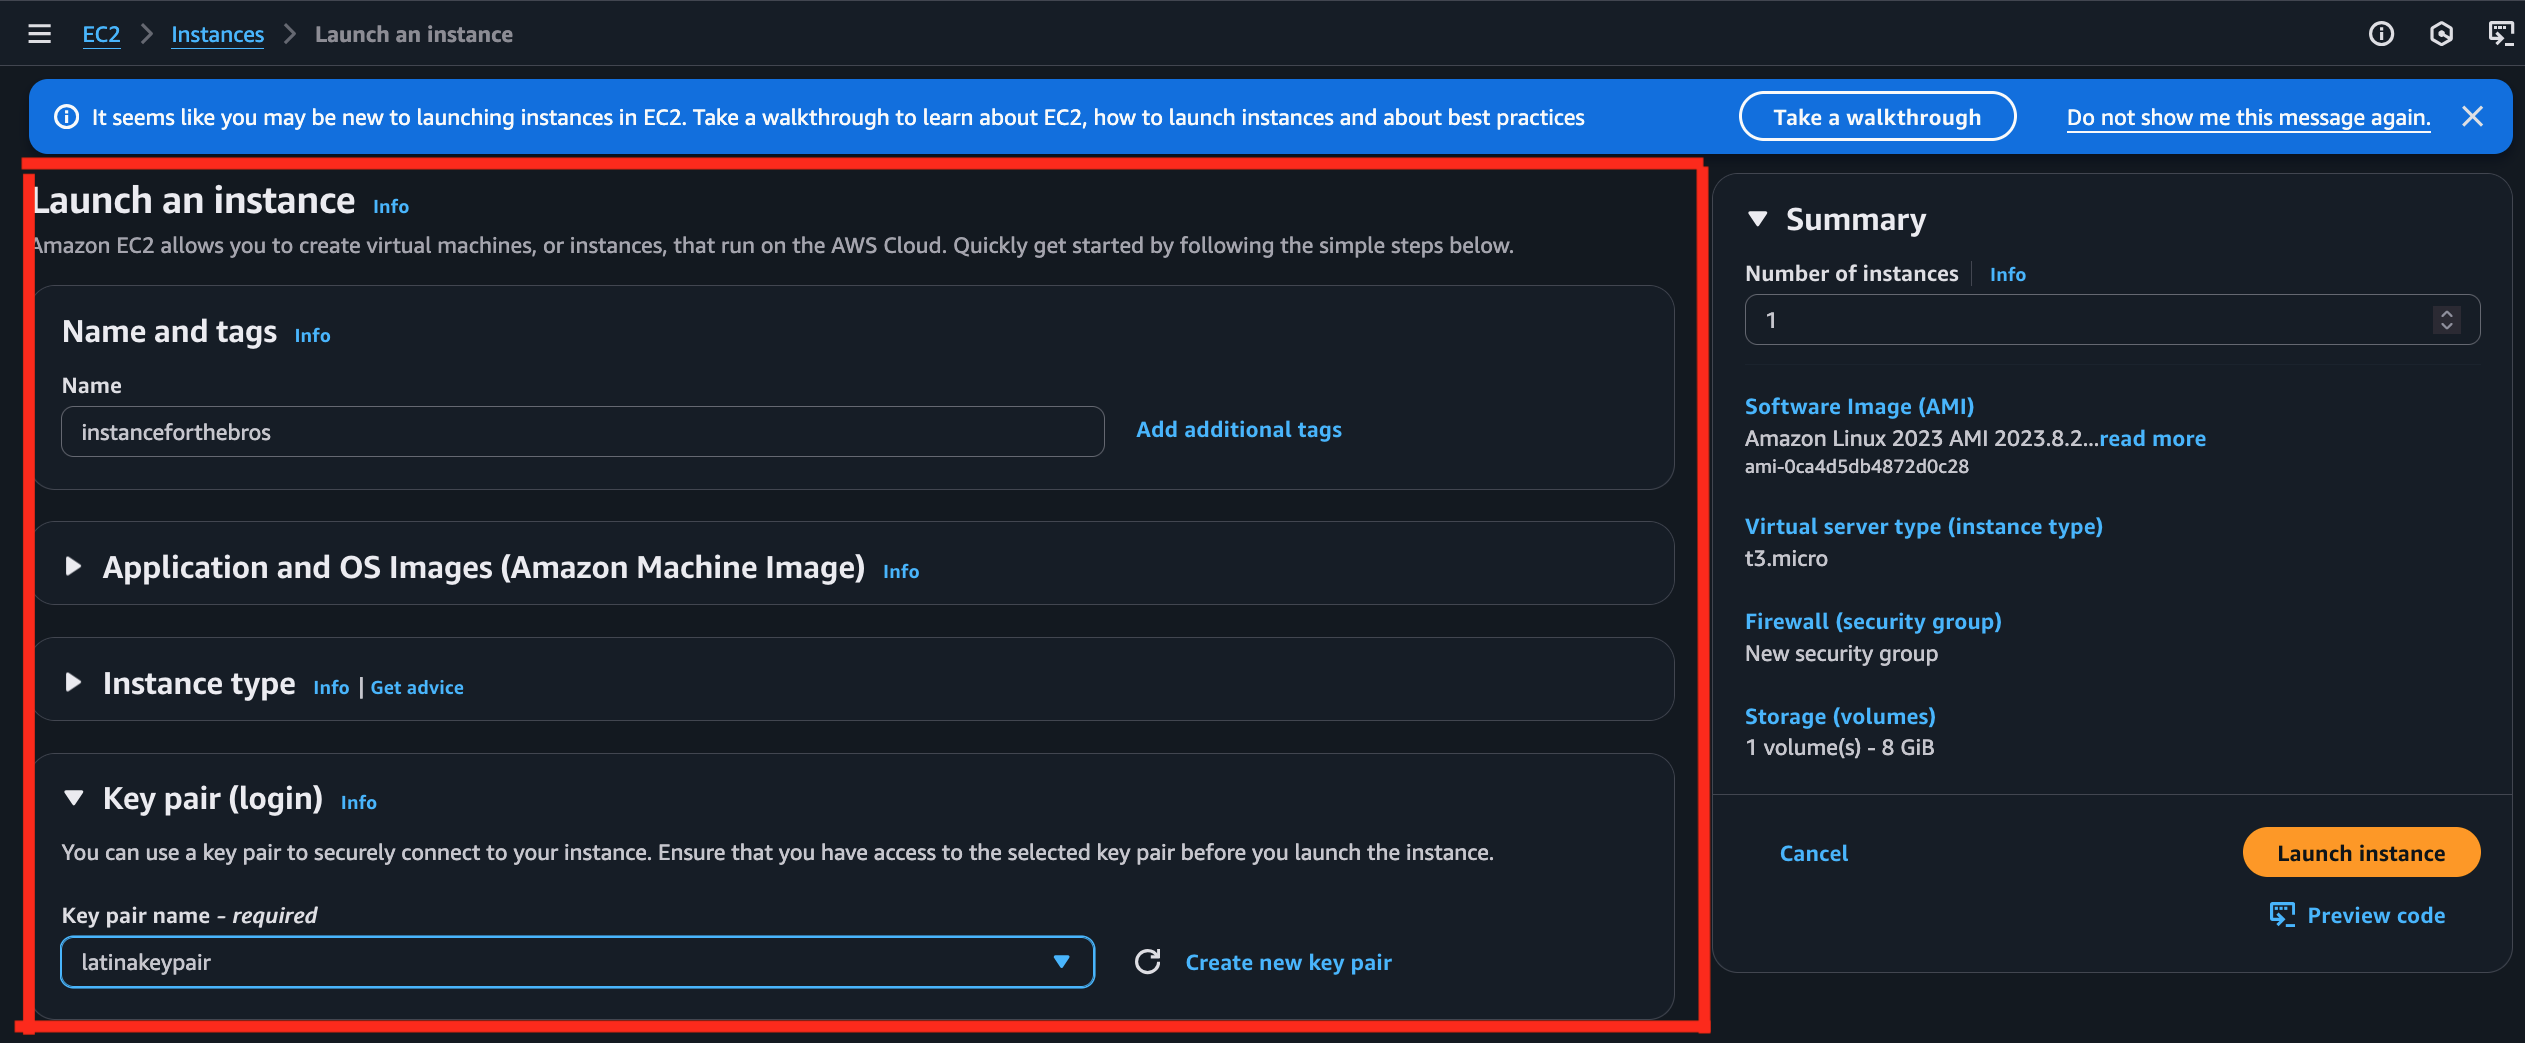 EC2 > Instances > Launch an instance
It seems like you may be new to launching instances in EC2. Take a walkthrough to learn about EC2, how to launch instances and about best practices
Take a walkthrough
Do not show me this message again.
Launch an instance Info
Amazon EC2 allows you to create virtual machines, or instances, that run on the AWS Cloud. Quickly get started by following the simple steps below.
Name and tags Info
Name
instanceforthebros
Add additional tags
Application and OS Images (Amazon Machine Image) Info
Instance type Info | Get advice
Key pair (login) Info
You can use a key pair to securely connect to your instance. Ensure that you have access to the selected key pair before you launch the instance.
Key pair name - required
latinakeypair
Create new key pair
Summary
Number of instances Info
1
Software Image (AMI)
Amazon Linux 2023 AMI 2023.8.2...read more
ami-0ca4d5db4872d0c28
Virtual server type (instance type)
t3.micro
Firewall (security group)
New security group
Storage (volumes)
1 volume(s) - 8 GiB
Cancel
Launch instance
Preview code